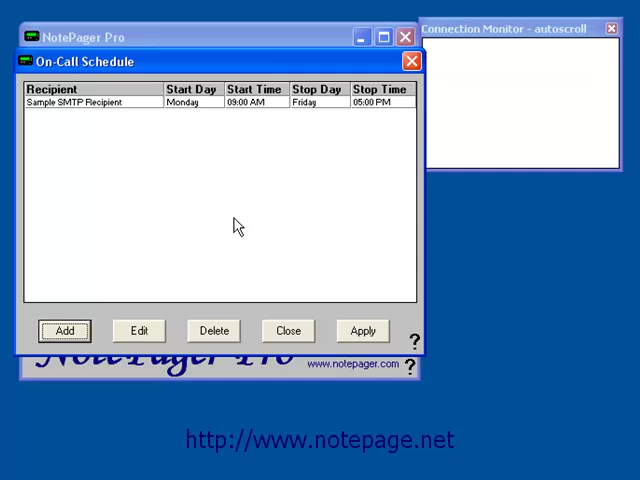 NotePager Pro
Connection Monitor - autoscroll
On-Call Schedule
Recipient Start Day Start Time Stop Day Stop Time
Sample SMTP Recipient Monday 09:00 AM Friday 05:00 PM
Add Edit Delete Close Apply ?
NotePager Pro www.notepager.com ?
http://www.notepage.net